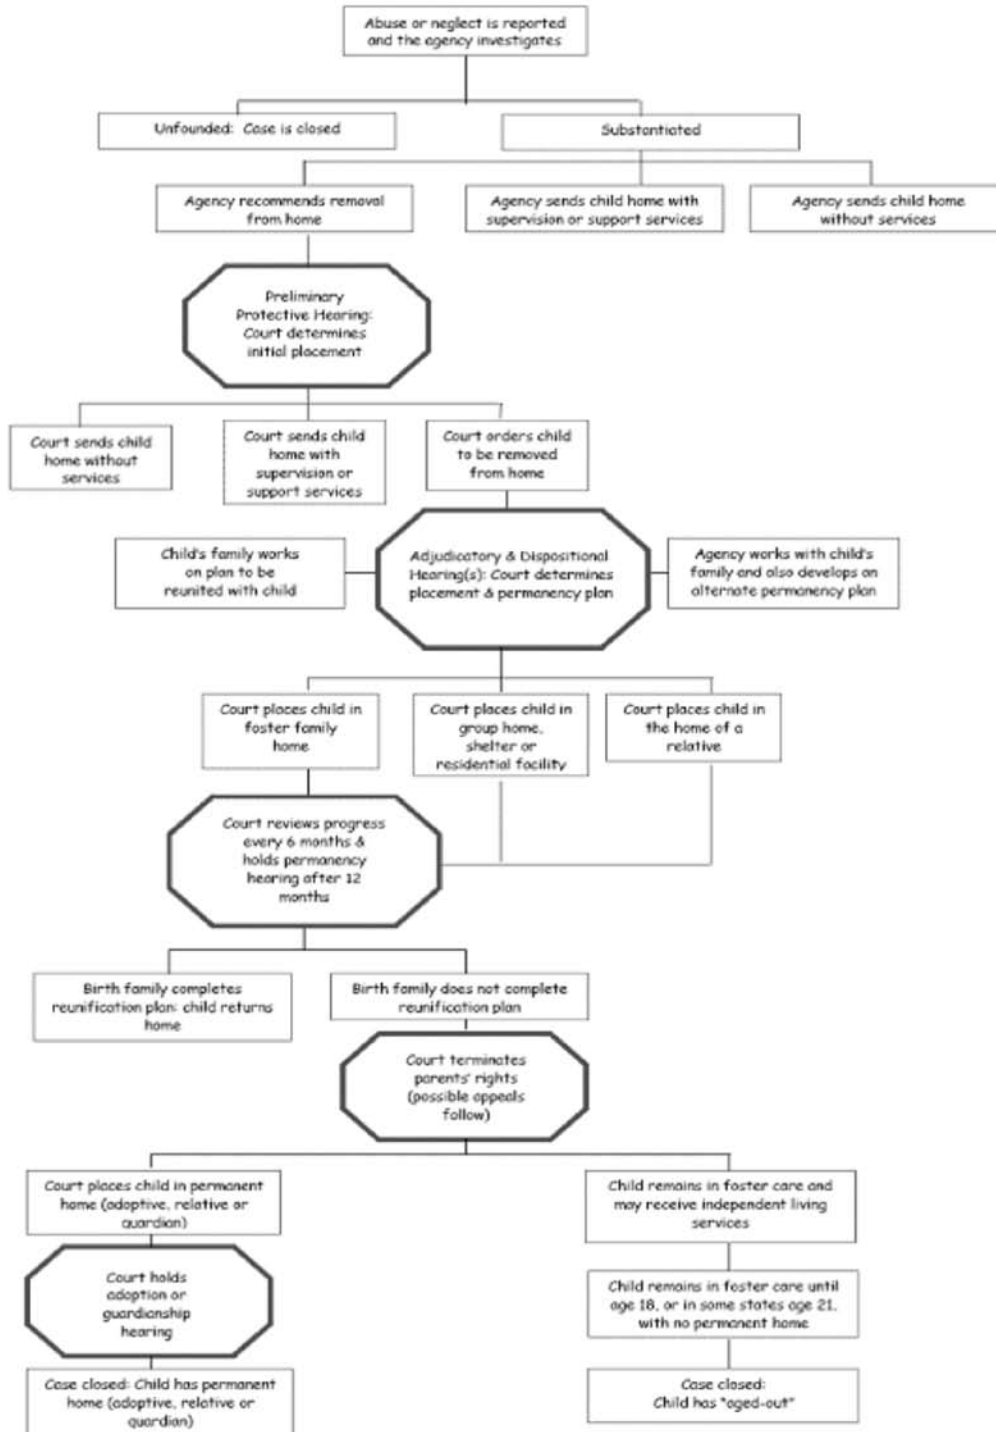 Abuse or neglect is reported
and the agency investigates
Unfounded: Case is closed
Substantiated
Agency recommends removal
from home
Agency sends child home with
supervision or support services
Agency sends child home
without services
Preliminary
Protective Hearing:
Court determines
initial placement
Court sends child
home without
services
Court sends child
home with
supervision or
support services
Court orders child
to be removed
from home
Child's family works
on plan to be
reunited with child
Adjudicatory & Dispositional
Hearing(s): Court determines
placement & permanency plan
Agency works with child's
family and also develops an
alternate permanency plan
Court places child in
foster family
home
Court places child in
group home,
shelter or
residential facility
Court places child in
the home of a
relative
Court reviews progress
every 6 months &
holds permanency
hearing after 12
months
Birth family completes
reunification plan: child returns
home
Birth family does not complete
reunification plan
Court terminates
parents' rights
(possible appeals
follow)
Court places child in permanent
home (adoptive, relative or
guardian)
Child remains in foster care and
may receive independent living
services
Court holds
adoption or
guardianship
hearing
Child remains in foster care until
age 18, or in some states age 21,
with no permanent home
Case closed: Child has permanent
home (adoptive, relative or
guardian)
Case closed:
Child has "aged-out"